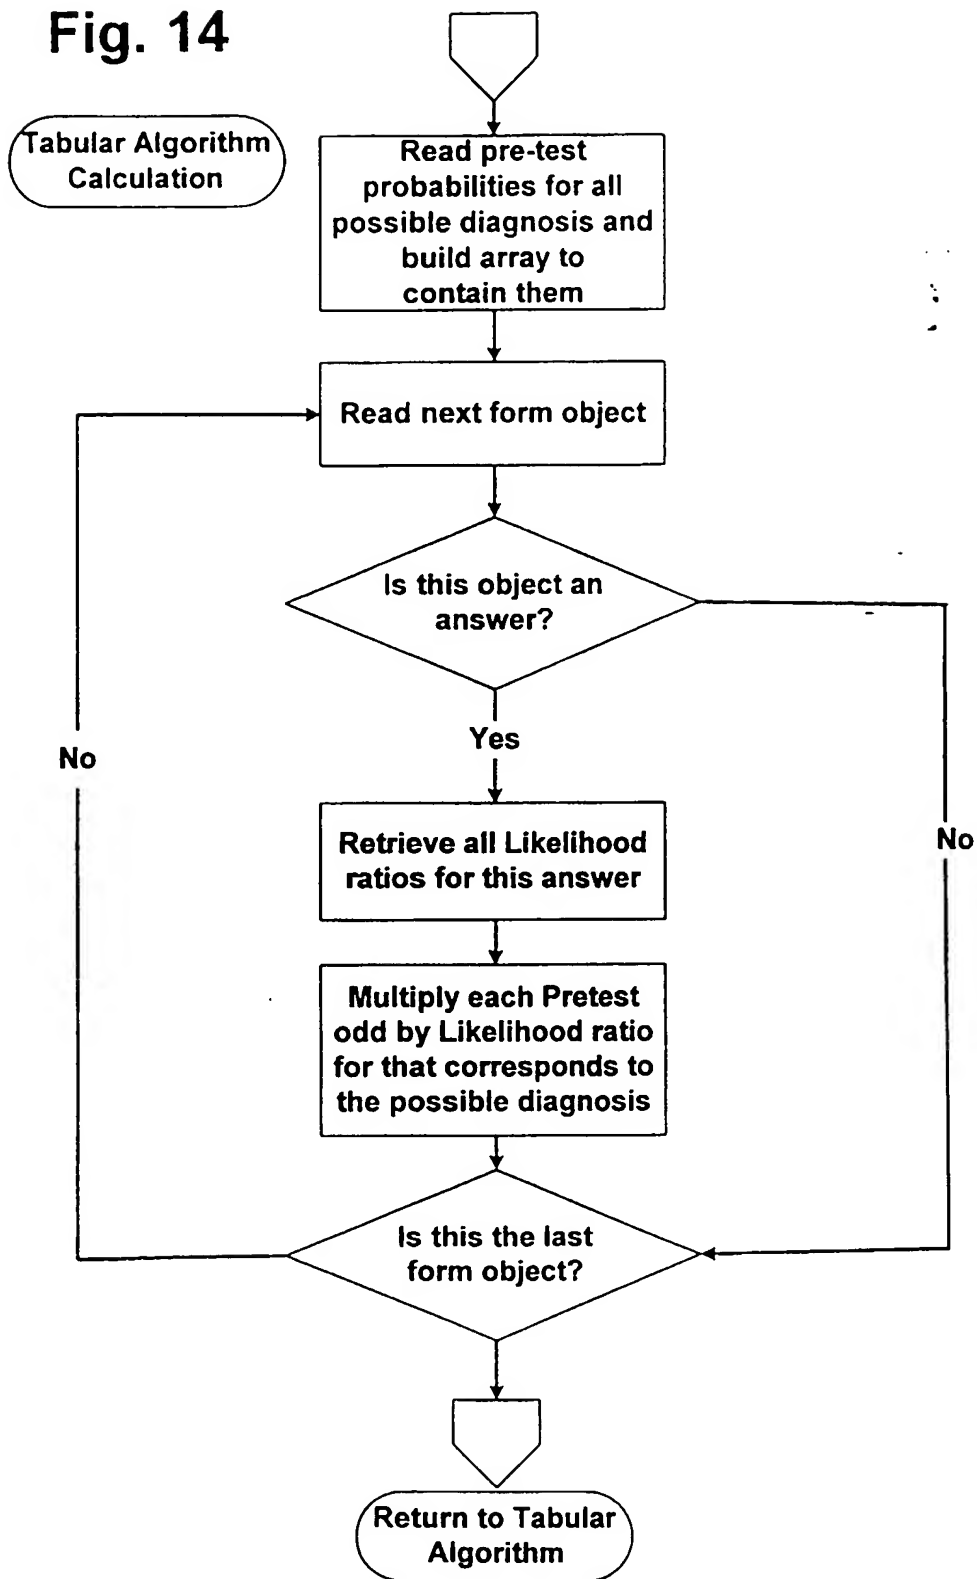 Fig. 14
Tabular Algorithm
Calculation
Read pre-test
probabilities for all
possible diagnosis and
build array to
contain them
Read next form object
Is this object an
answer?
Yes
No
No
Retrieve all Likelihood
ratios for this answer
Multiply each Pretest
odd by Likelihood ratio
for that corresponds to
the possible diagnosis
Is this the last
form object?
Return to Tabular
Algorithm